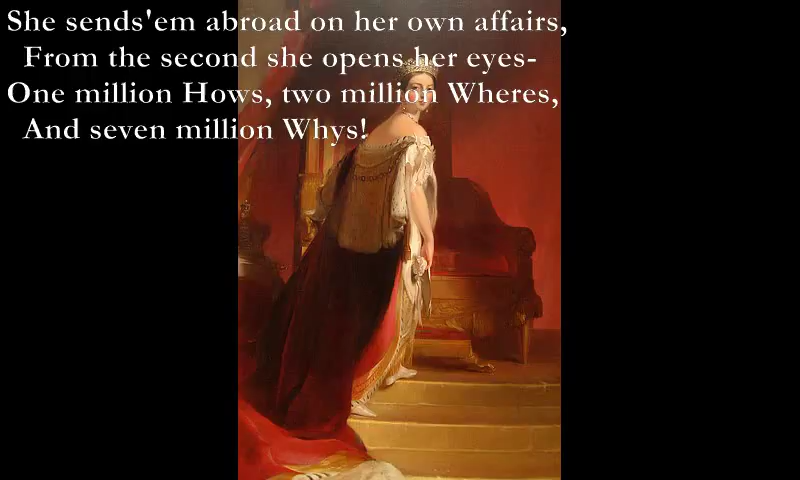 She sends'em abroad on her own affairs,
From the second she opens her eyes-
One million Hows, two million Wheres,
And seven million Whys!